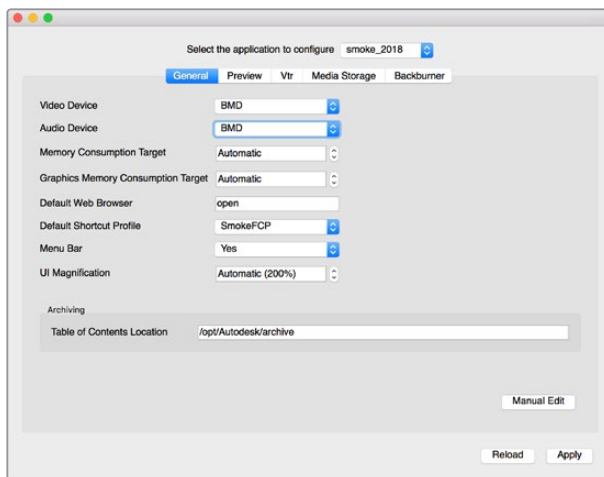 Select the application to configure smoke_2018
General Preview Vtr Media Storage Backburner
Video Device BMD
Audio Device BMD
Memory Consumption Target Automatic
Graphics Memory Consumption Target Automatic
Default Web Browser open
Default Shortcut Profile SmokeFCP
Menu Bar Yes
UI Magnification Automatic (200%)
Archiving
Table of Contents Location /opt/Autodesk/archive
Manual Edit
Reload Apply